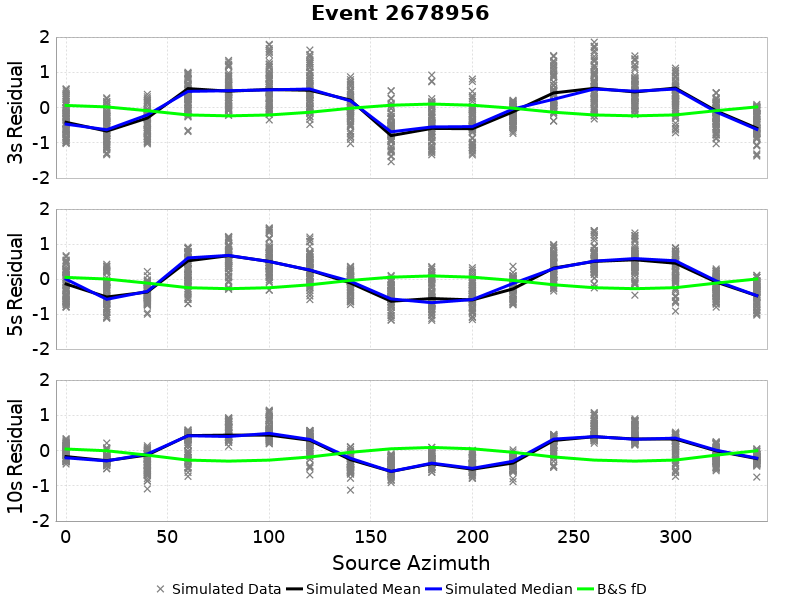 Event 2678956
3s Residual
2
1
0
-1
-2
5s Residual
2
1
0
-1
-2
10s Residual
2
1
0
-1
-2
0 50 100 150 200 250 300
Source Azimuth
Simulated Data Simulated Mean Simulated Median B&S fD